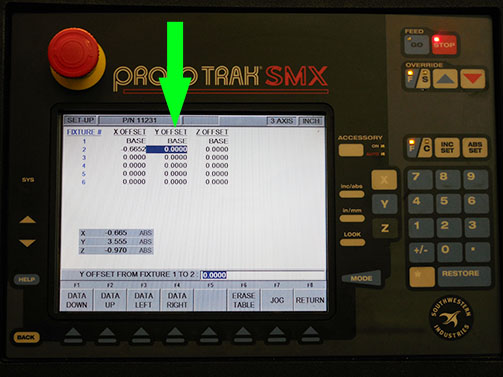 PROTO TRAK SMX
FEED
GO STOP
OVERRIDE
F S
SET-UP P/N 11231 3 AXIS INCH
FIXTURE # X OFFSET Y OFFSET Z OFFSET
1 BASE BASE BASE
2 -0.6652 0.0000 0.0000
3 0.0000 0.0000 0.0000
4 0.0000 0.0000 0.0000
5 0.0000 0.0000 0.0000
6 0.0000 0.0000 0.0000
X -0.665 ABS
Y 3.555 ABS
Z -0.970 ABS
Y OFFSET FROM FIXTURE 1 TO 2 0.0000
F1 F2 F3 F4 F5 F6 F7 F8
DATA DOWN
DATA UP
DATA LEFT
DATA RIGHT
ERASE TABLE
JOG
RETURN
SYS
HELP
BACK
ACCESSORY
ON
AUTO
inc/abs
in/mm
LOOK
MODE
F C
INC SET
ABS SET
X 7 8 9
Y 4 5 6
Z 1 2 3
+/- 0 •
RESTORE
SOUTHWESTERN INDUSTRIES